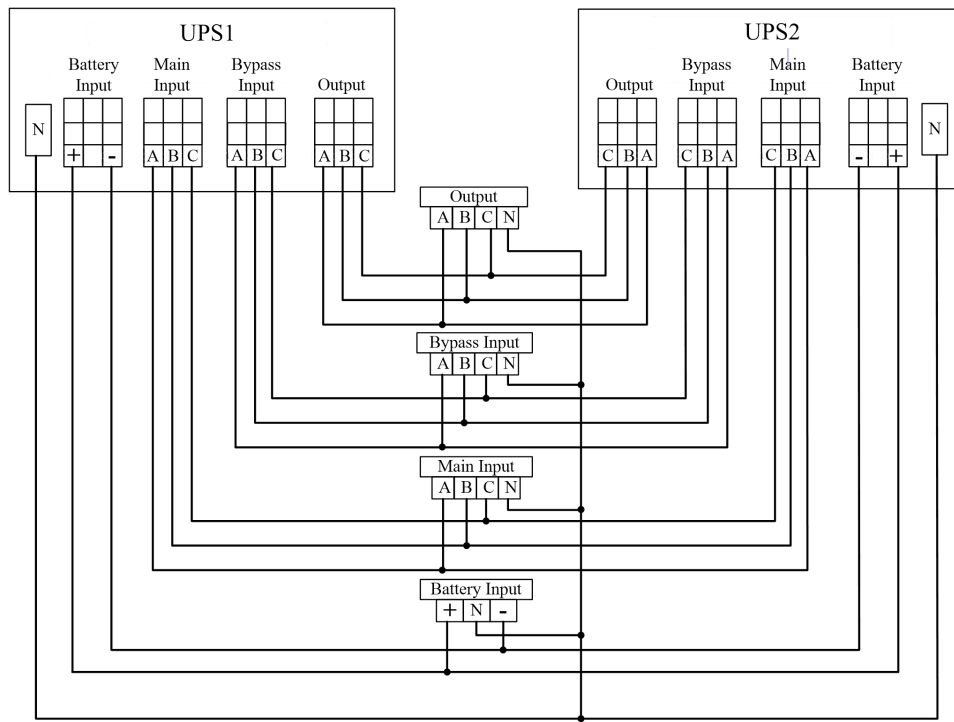 UPS1
UPS2
Battery Input
Main Input
Bypass Input
Output
Output
Bypass Input
Main Input
Battery Input
N
+ -
A B C
A B C
A B C
C B A
C B A
C B A
- +
N
Output
A B C N
Bypass Input
A B C N
Main Input
A B C N
Battery Input
+ N -